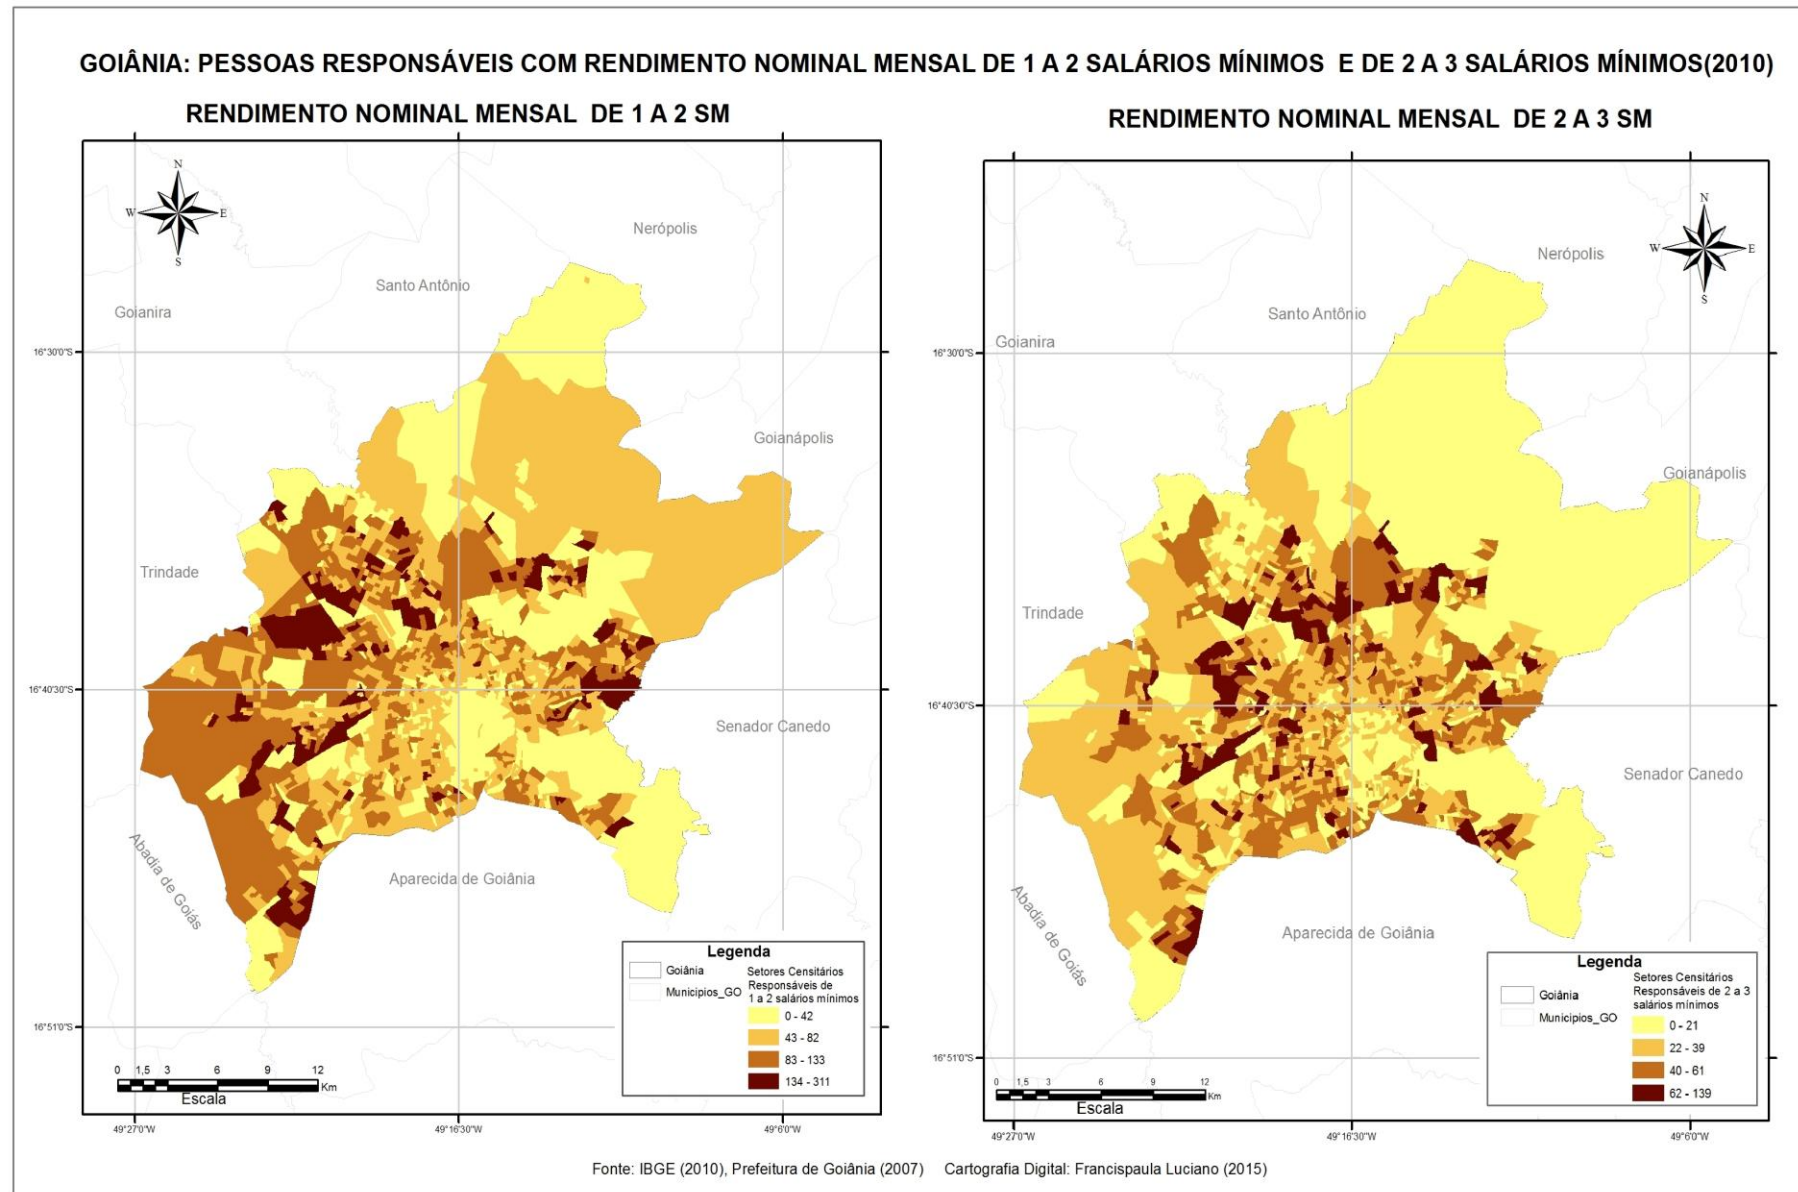 GOIÂNIA: PESSOAS RESPONSÁVEIS COM RENDIMENTO NOMINAL MENSAL DE 1 A 2 SALÁRIOS MÍNIMOS E DE 2 A 3 SALÁRIOS MÍNIMOS(2010)
RENDIMENTO NOMINAL MENSAL DE 1 A 2 SM
N
W
E
S
Nerópolis
Santo Antônio
Goianira
16°30'0"S
Goianápolis
Trindade
16°40'30"S
Senador Canedo
Abadia de Goiás
Aparecida de Goiânia
16°51'0"S
Legenda
Goiânia
Municipios_GO
Setores Censitários
Responsáveis de
1 a 2 salários mínimos
0 - 42
43 - 82
83 - 133
134 - 311
0 1,5 3 6 9 12
Km
Escala
49°27'0"W
49°16'30"W
49°6'0"W
RENDIMENTO NOMINAL MENSAL DE 2 A 3 SM
N
W
E
S
Nerópolis
Santo Antônio
Goianira
16°30'0"S
Goianápolis
Trindade
16°40'30"S
Senador Canedo
Abadia de Goiás
Aparecida de Goiânia
16°51'0"S
Legenda
Goiânia
Municipios_GO
Setores Censitários
Responsáveis de 2 a 3
salários mínimos
0 - 21
22 - 39
40 - 61
62 - 139
0 1,5 3 6 9 12
Km
Escala
49°27'0"W
49°16'30"W
49°6'0"W
Fonte: IBGE (2010), Prefeitura de Goiânia (2007) Cartografia Digital: Francispaula Luciano (2015)